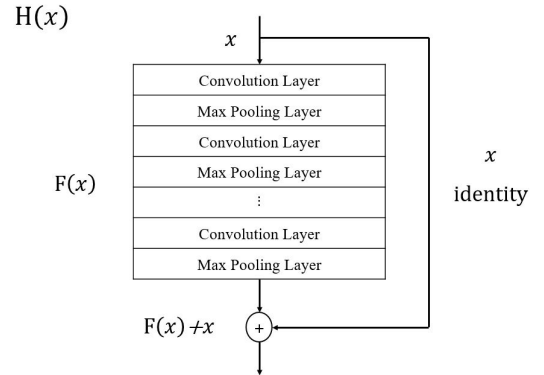 H(x)
x
Convolution Layer
Max Pooling Layer
Convolution Layer
F(x)
Max Pooling Layer
x
identity
⋮
Convolution Layer
Max Pooling Layer
F(x)+x
+